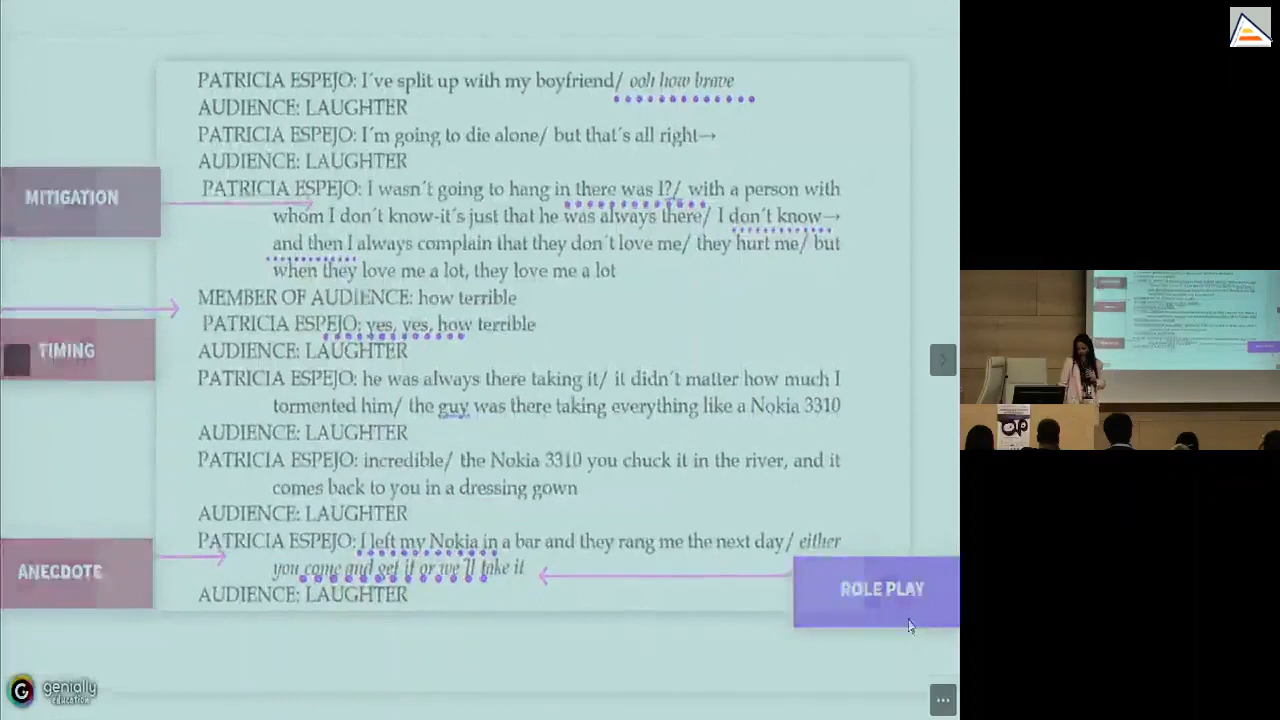 PATRICIA ESPEJO: I´ve split up with my boyfriend/ ooh how brave
AUDIENCE: LAUGHTER
PATRICIA ESPEJO: I´m going to die alone/ but that´s all right→
AUDIENCE: LAUGHTER
MITIGATION
PATRICIA ESPEJO: I wasn´t going to hang in there was I?/ with a person with
whom I don´t know-it´s just that he was always there/ I don´t know→
and then I always complain that they don´t love me/ they hurt me/ but
when they love me a lot, they love me a lot
MEMBER OF AUDIENCE: how terrible
PATRICIA ESPEJO: yes, yes, how terrible
TIMING
AUDIENCE: LAUGHTER
PATRICIA ESPEJO: he was always there taking it/ it didn´t matter how much I
tormented him/ the guy was there taking everything like a Nokia 3310
AUDIENCE: LAUGHTER
PATRICIA ESPEJO: incredible/ the Nokia 3310 you chuck it in the river, and it
comes back to you in a dressing gown
AUDIENCE: LAUGHTER
PATRICIA ESPEJO: I left my Nokia in a bar and they rang me the next day/ either
you come and get it or we´ll take it
ANECDOTE
ROLE PLAY
AUDIENCE: LAUGHTER
G genially
EDUCATION